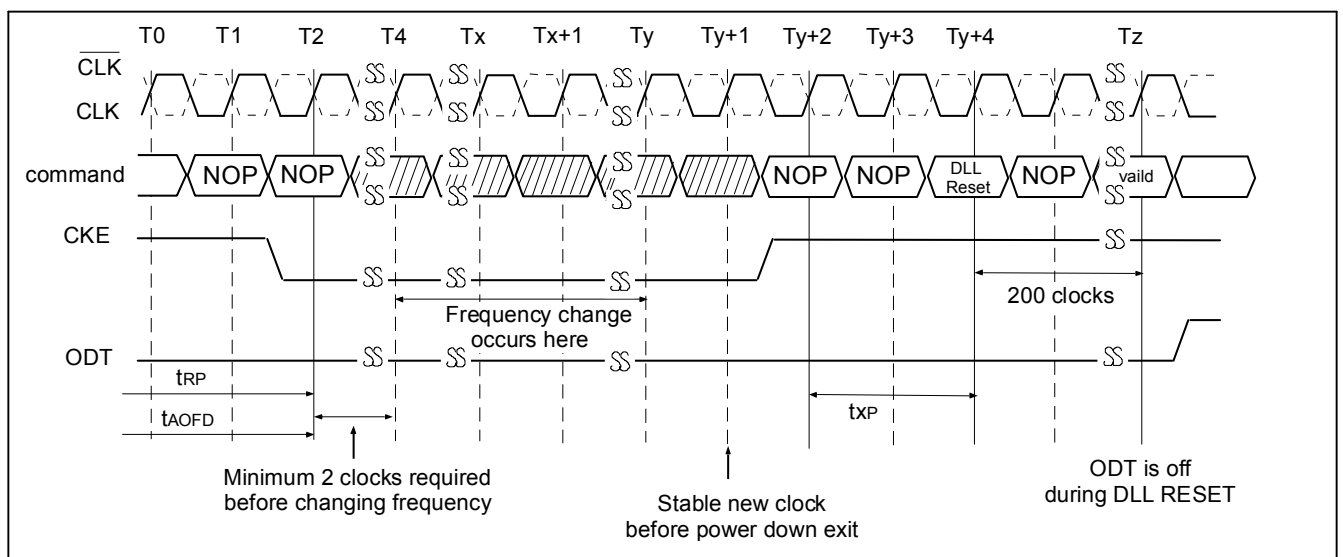 T0 T1 T2 T4 Tx Tx+1 Ty Ty+1 Ty+2 Ty+3 Ty+4 Tz
CLK
CLK
command
NOP NOP NOP NOP DLL Reset NOP vaild
CKE
200 clocks
Frequency change
occurs here
ODT
tRP
tAOFD
txP
Minimum 2 clocks required
before changing frequency
Stable new clock
before power down exit
ODT is off
during DLL RESET